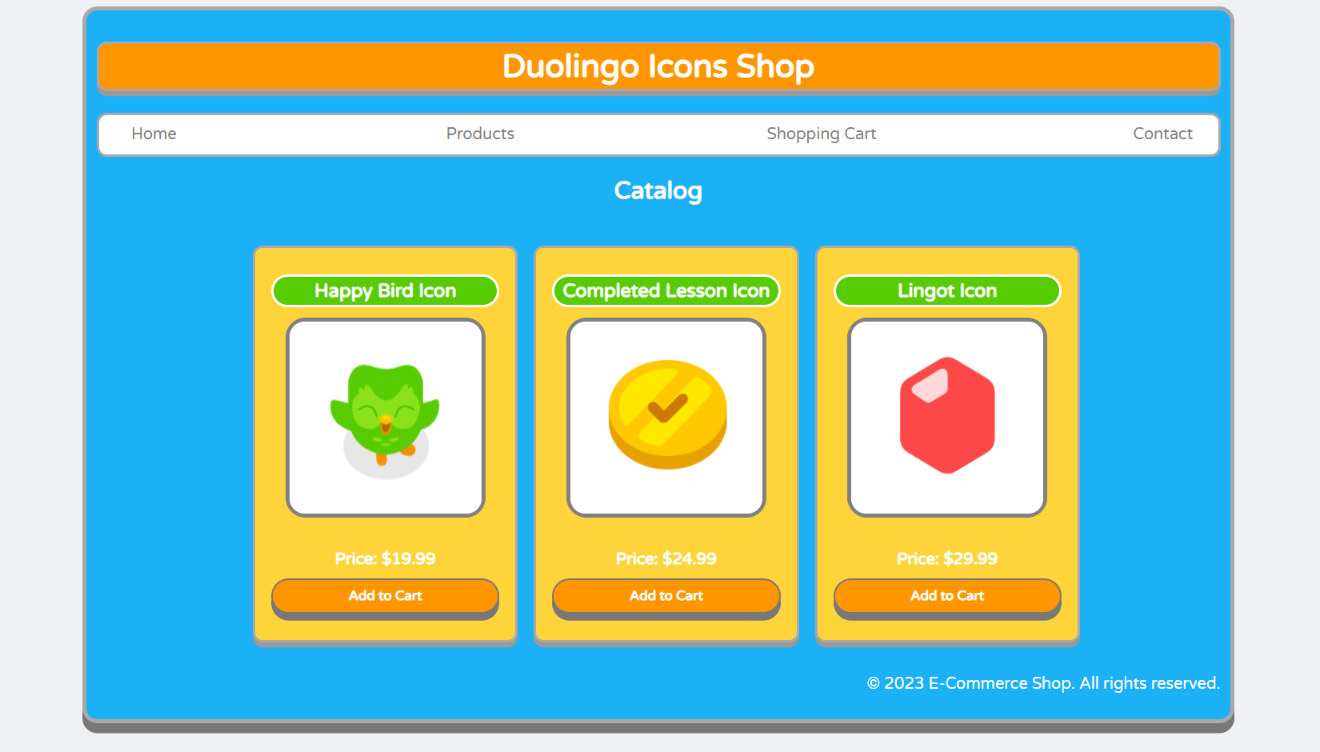 Duolingo Icons Shop
Home Products Shopping Cart Contact
Catalog
Happy Bird Icon
Price: $19.99
Add to Cart
Completed Lesson Icon
Price: $24.99
Add to Cart
Lingot Icon
Price: $29.99
Add to Cart
© 2023 E-Commerce Shop. All rights reserved.